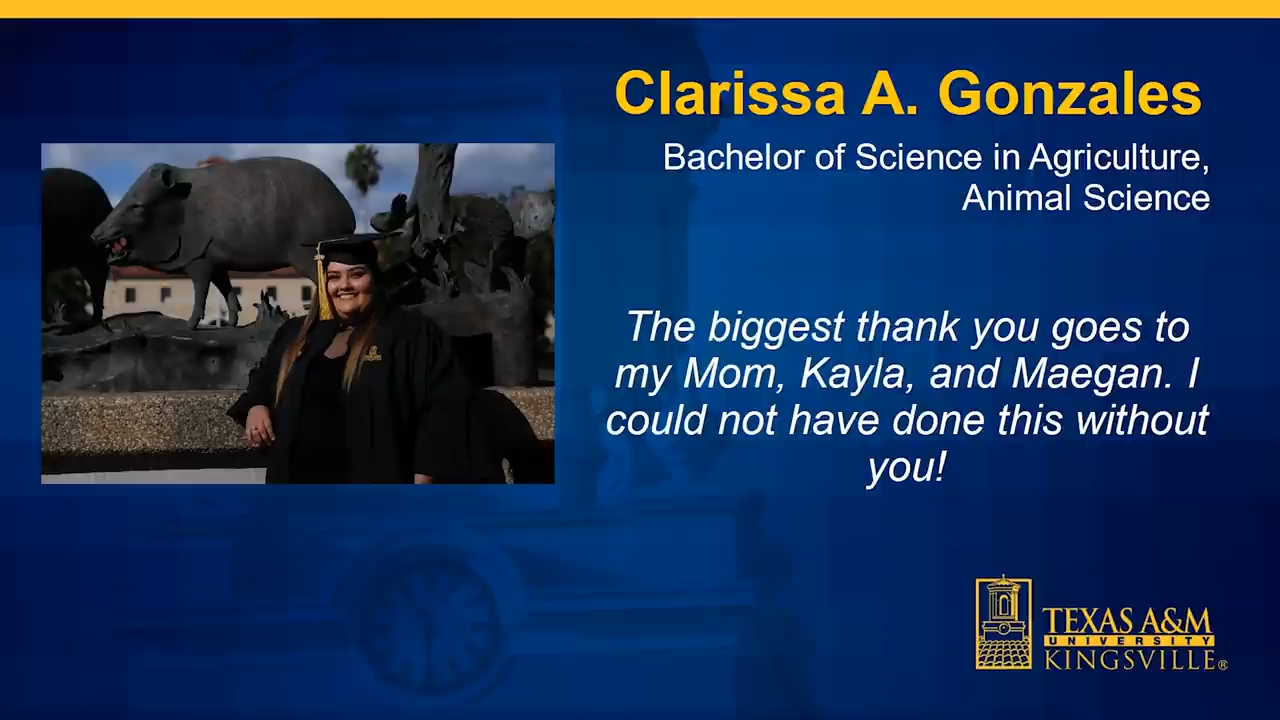 Clarissa A. Gonzales
Bachelor of Science in Agriculture,
Animal Science
The biggest thank you goes to
my Mom, Kayla, and Maegan. I
could not have done this without
you!
TEXAS A&M
UNIVERSITY
KINGSVILLE®